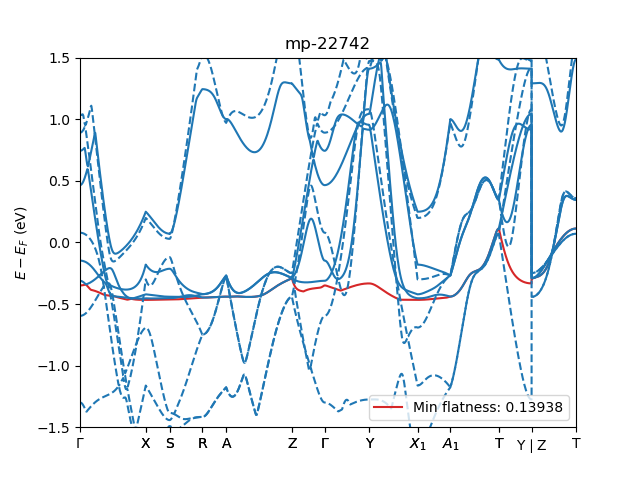 mp-22742
E − E_F (eV)
1.5
1.0
0.5
0.0
−0.5
−1.0
−1.5
Min flatness: 0.13938
Γ X S R A Z Γ Y X₁ A₁ T Y | Z T